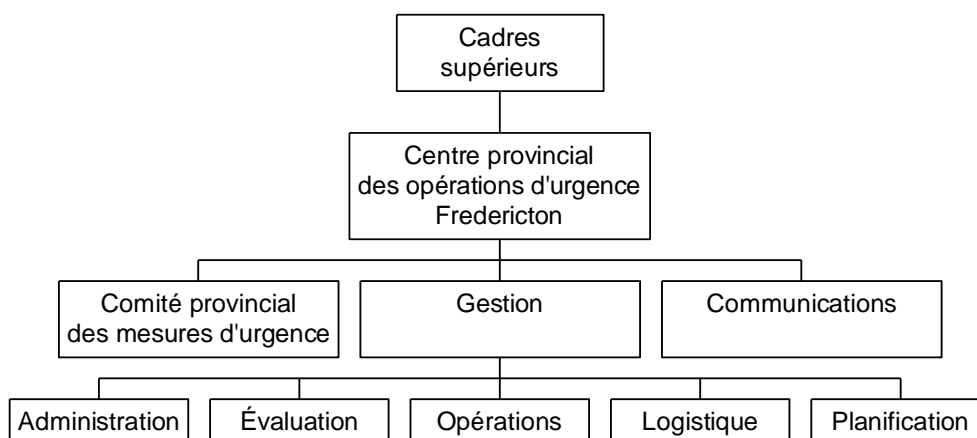 Cadres
supérieurs
Centre provincial
des opérations d'urgence
Fredericton
Comité provincial
des mesures d'urgence
Gestion
Communications
Administration
Évaluation
Opérations
Logistique
Planification